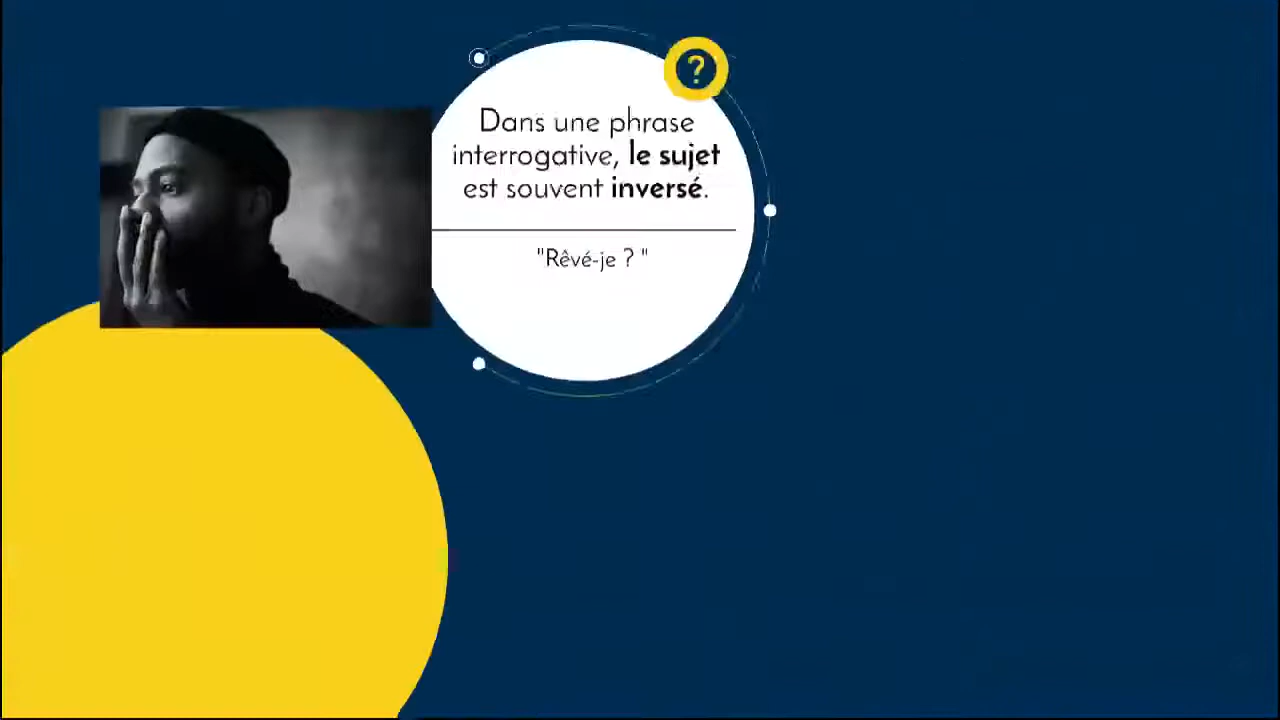 ?
Dans une phrase
interrogative, le sujet
est souvent inversé.
"Rêvé-je ? "